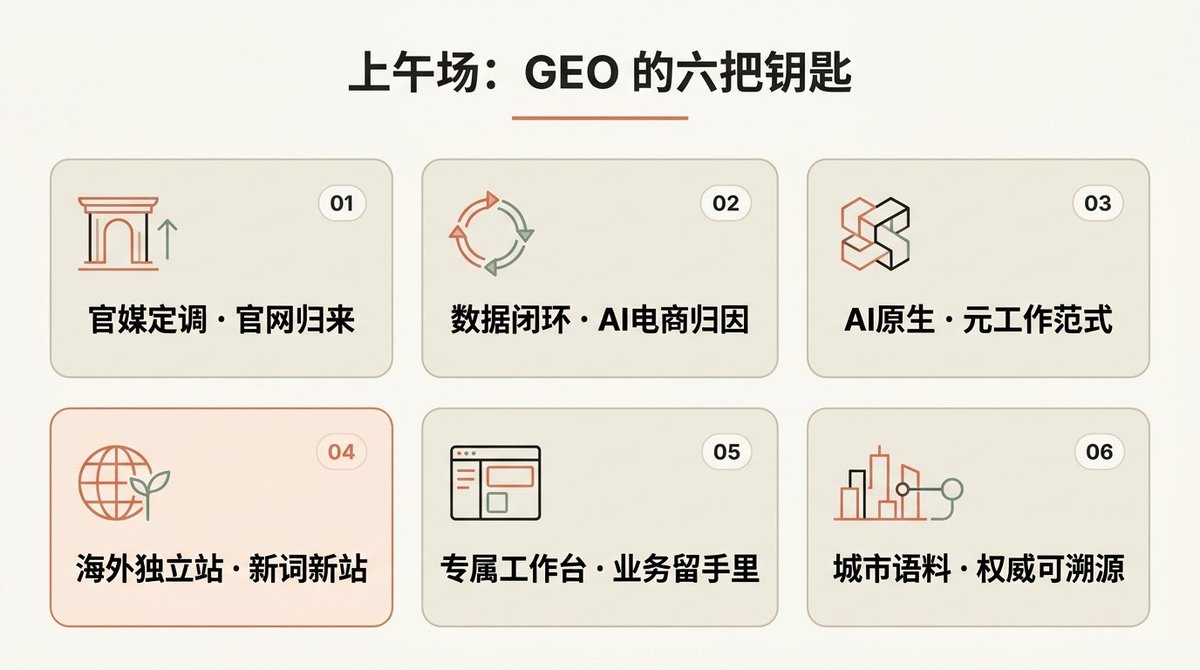 上午场：GEO 的六把钥匙
01
官媒定调 · 官网归来
02
数据闭环 · AI电商归因
03
AI原生 · 元工作范式
04
海外独立站 · 新词新站
05
专属工作台 · 业务留手里
06
城市语料 · 权威可溯源